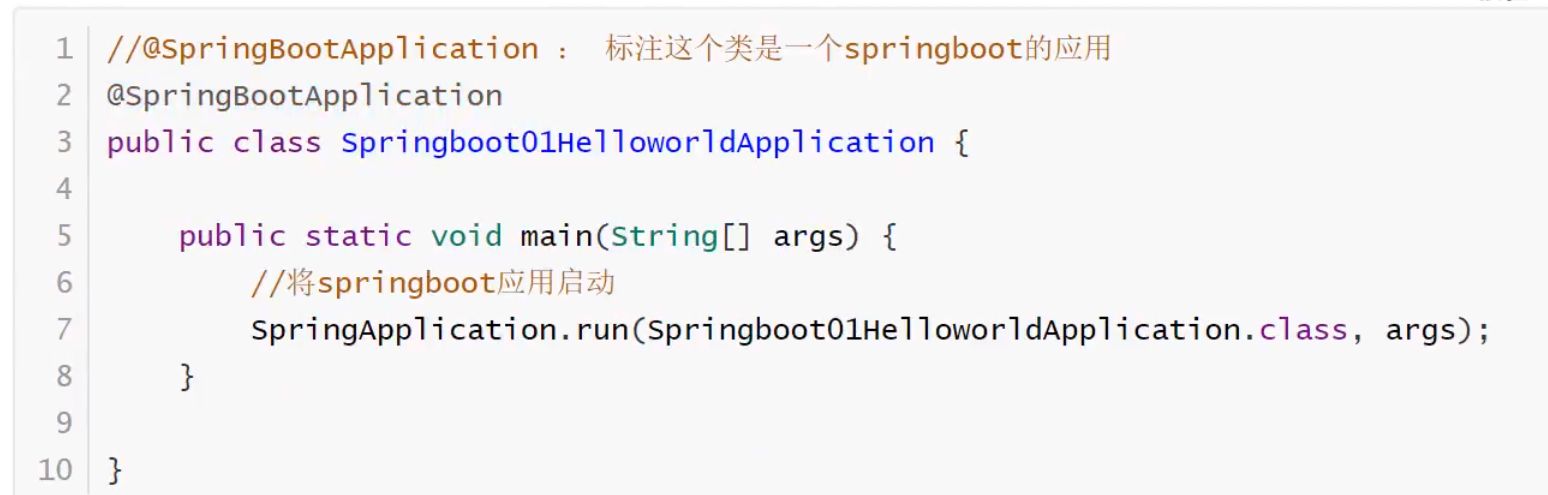 1 //@SpringBootApplication ： 标注这个类是一个springboot的应用
2 @SpringBootApplication
3 public class Springboot01HelloworldApplication {
4
5     public static void main(String[] args) {
6         //将springboot应用启动
7         SpringApplication.run(Springboot01HelloworldApplication.class, args);
8     }
9
10 }